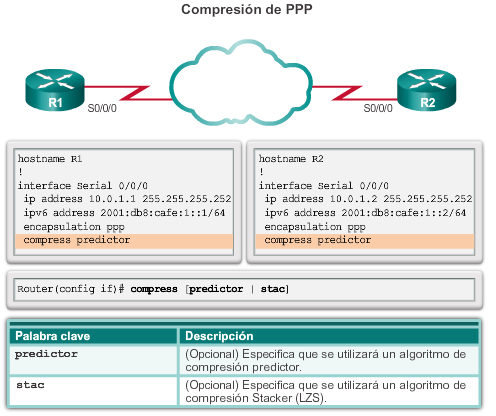 Compresión de PPP
R1
S0/0/0
S0/0/0
R2
hostname R1
!
interface Serial 0/0/0
ip address 10.0.1.1 255.255.255.252
ipv6 address 2001:db8:cafe:1::1/64
encapsulation ppp
compress predictor
hostname R2
!
interface Serial 0/0/0
ip address 10.0.1.2 255.255.255.252
ipv6 address 2001:db8:cafe:1::2/64
encapsulation ppp
compress predictor
Router(config if)# compress [predictor | stac]
Palabra clave
Descripción
predictor
(Opcional) Especifica que se utilizará un algoritmo de
compresión predictor.
stac
(Opcional) Especifica que se utilizará un algoritmo de
compresión Stacker (LZS).